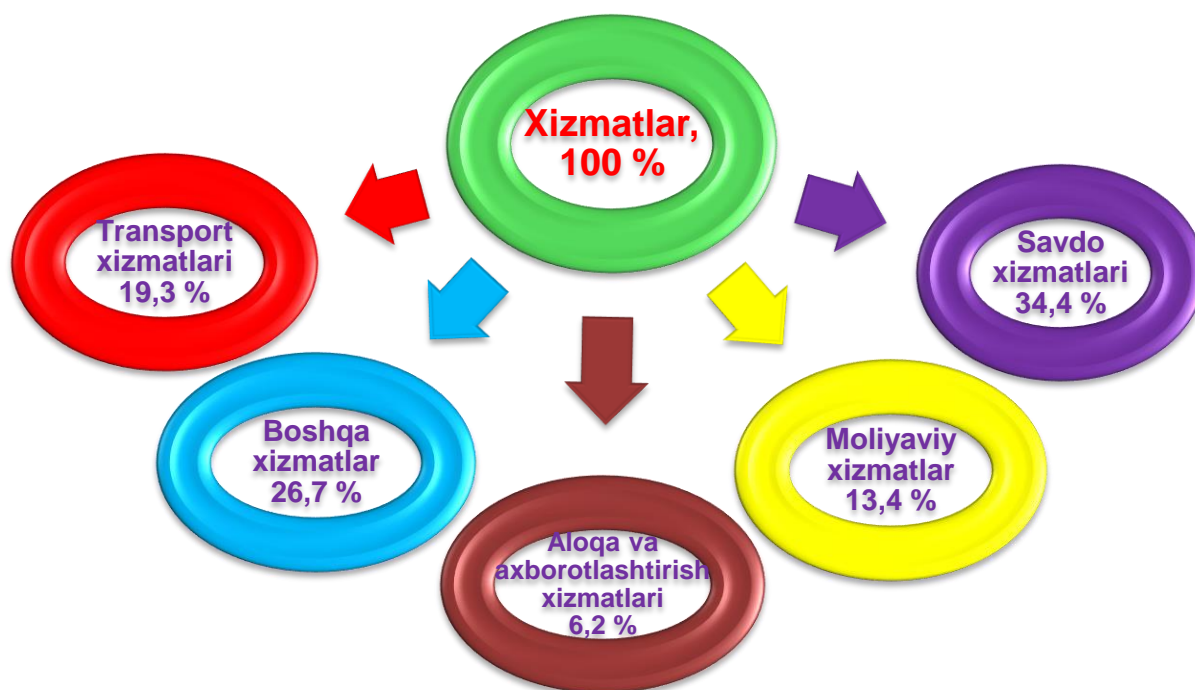 Xizmatlar,
100 %
Transport
xizmatlari
19,3 %
Savdo
xizmatlari
34,4 %
Boshqa
xizmatlar
26,7 %
Moliyaviy
xizmatlar
13,4 %
Aloqa va
axborotlashtirish
xizmatlari
6,2 %